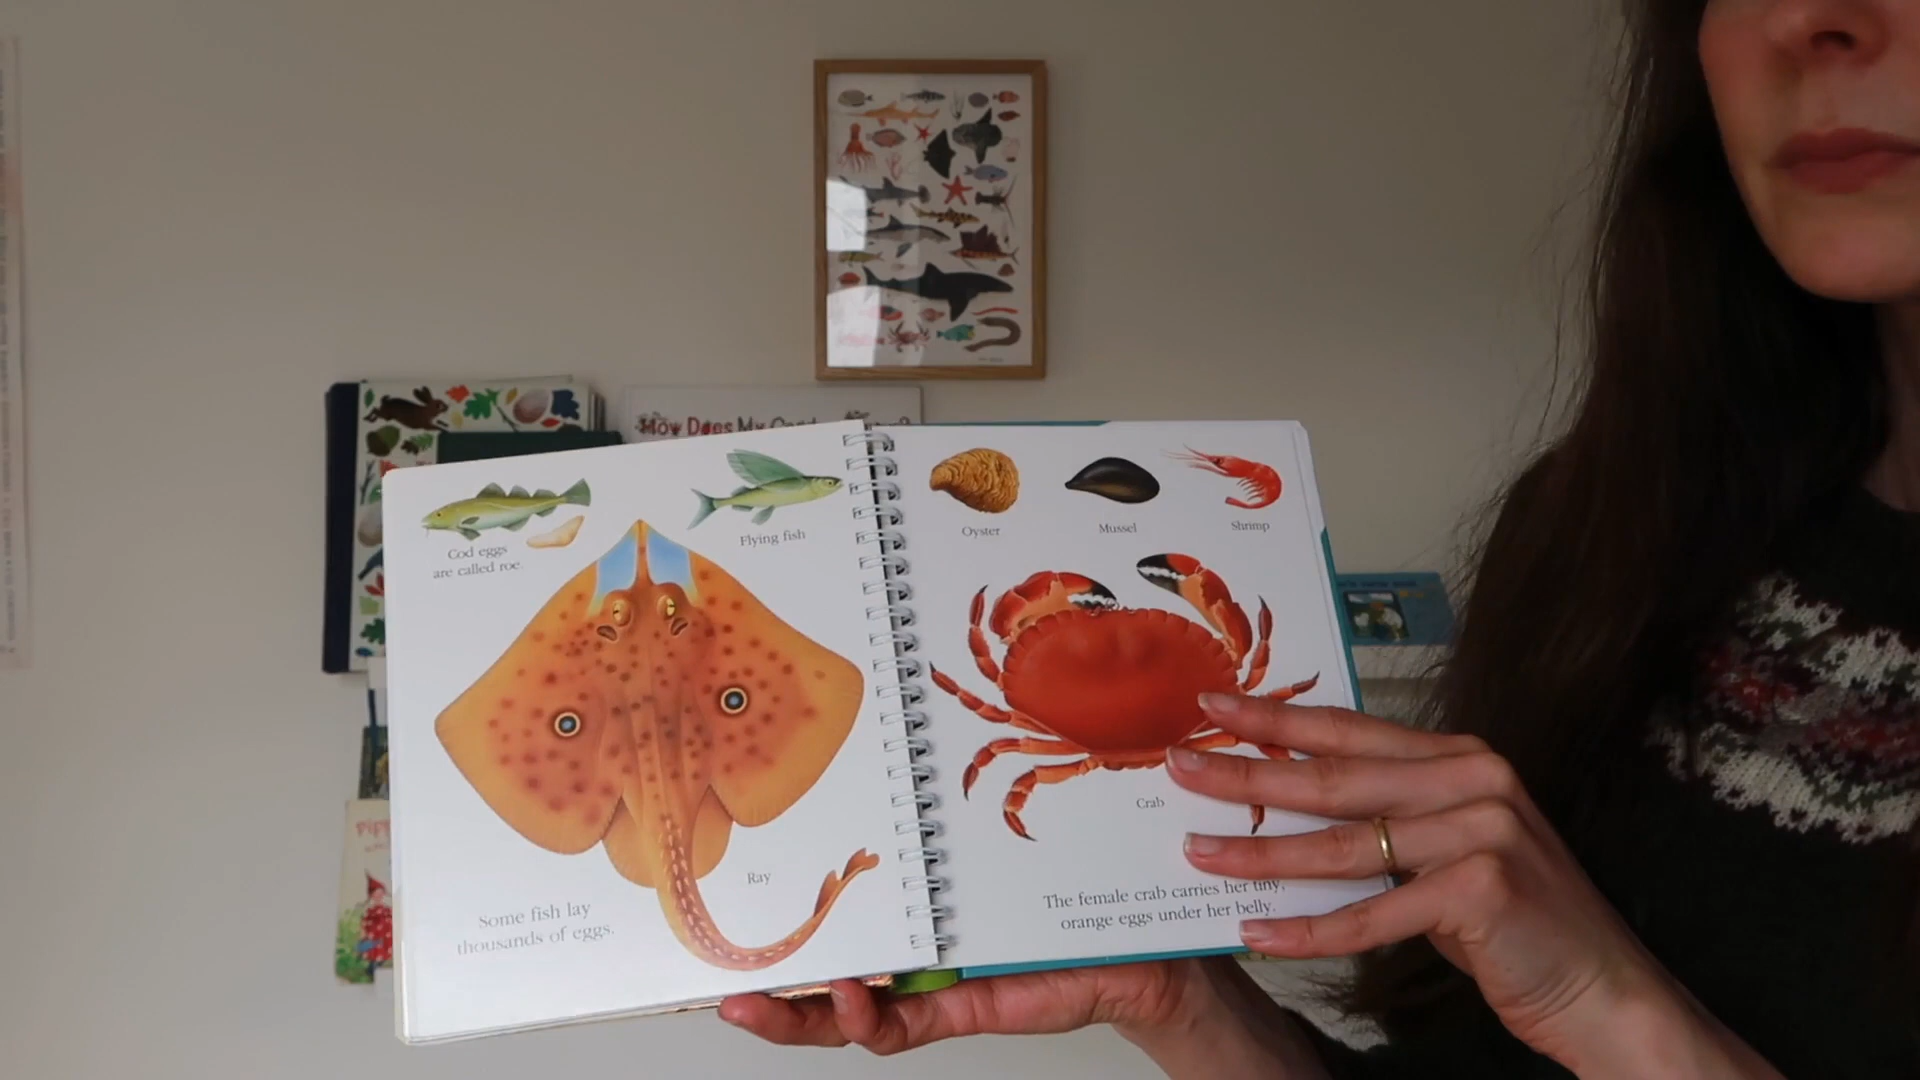 How Does My
Cod eggs
are called roe
Flying fish
Ray
Some fish lay
thousands of eggs.
Oyster
Mussel
Shrimp
Crab
The female crab carries her tiny,
orange eggs under her belly.